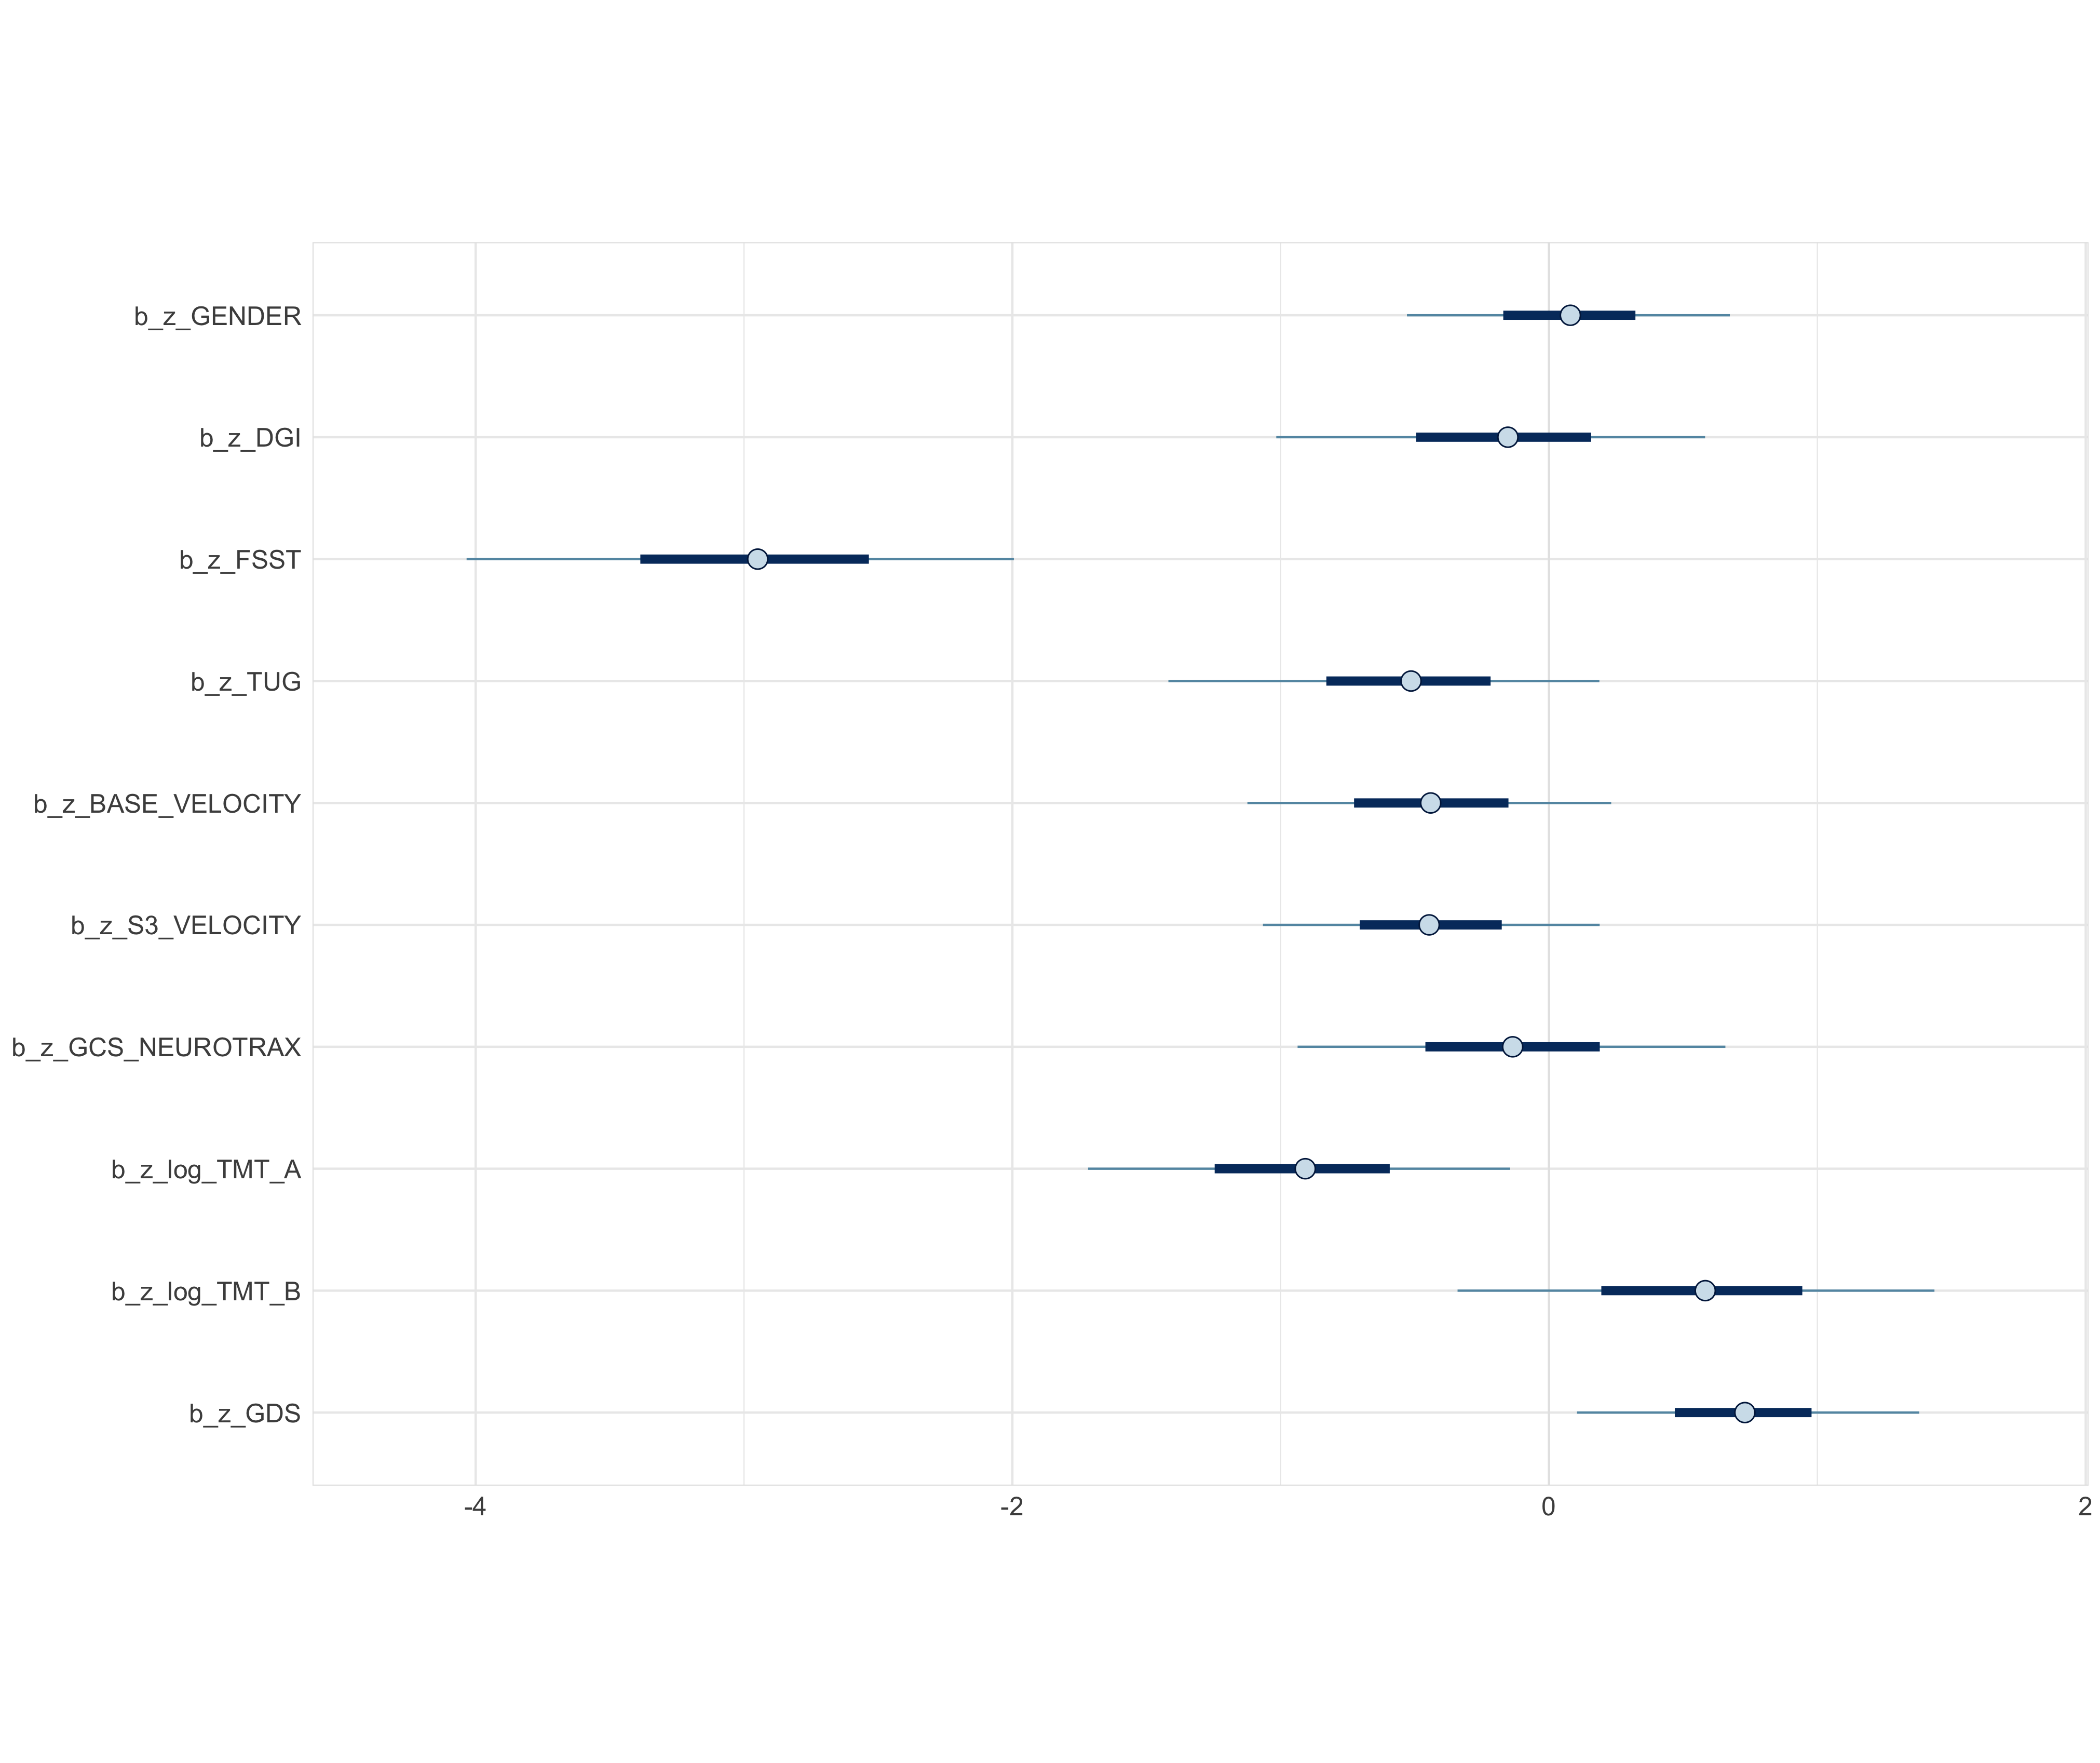 b_z_GENDER
b_z_DGI
b_z_FSST
b_z_TUG
b_z_BASE_VELOCITY
b_z_S3_VELOCITY
b_z_GCS_NEUROTRAX
b_z_log_TMT_A
b_z_log_TMT_B
b_z_GDS
-4 -2 0 2